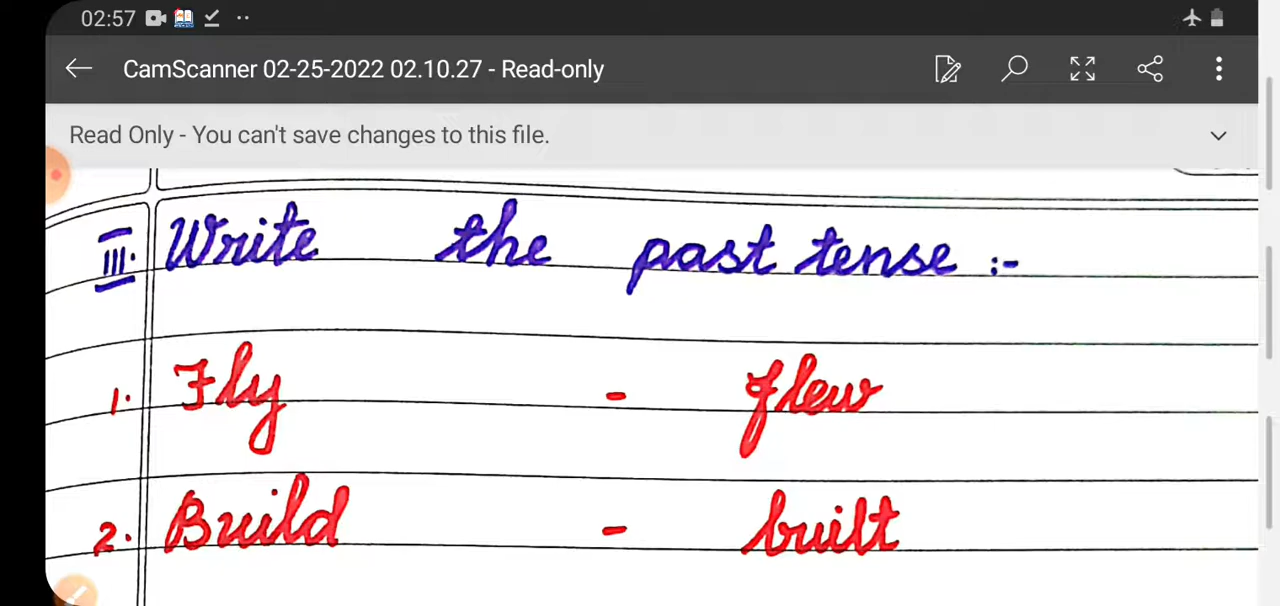 02:57
CamScanner 02-25-2022 02.10.27 - Read-only
Read Only - You can't save changes to this file.
III. Write the past tense :-
1. Fly - flew
2. Build - built